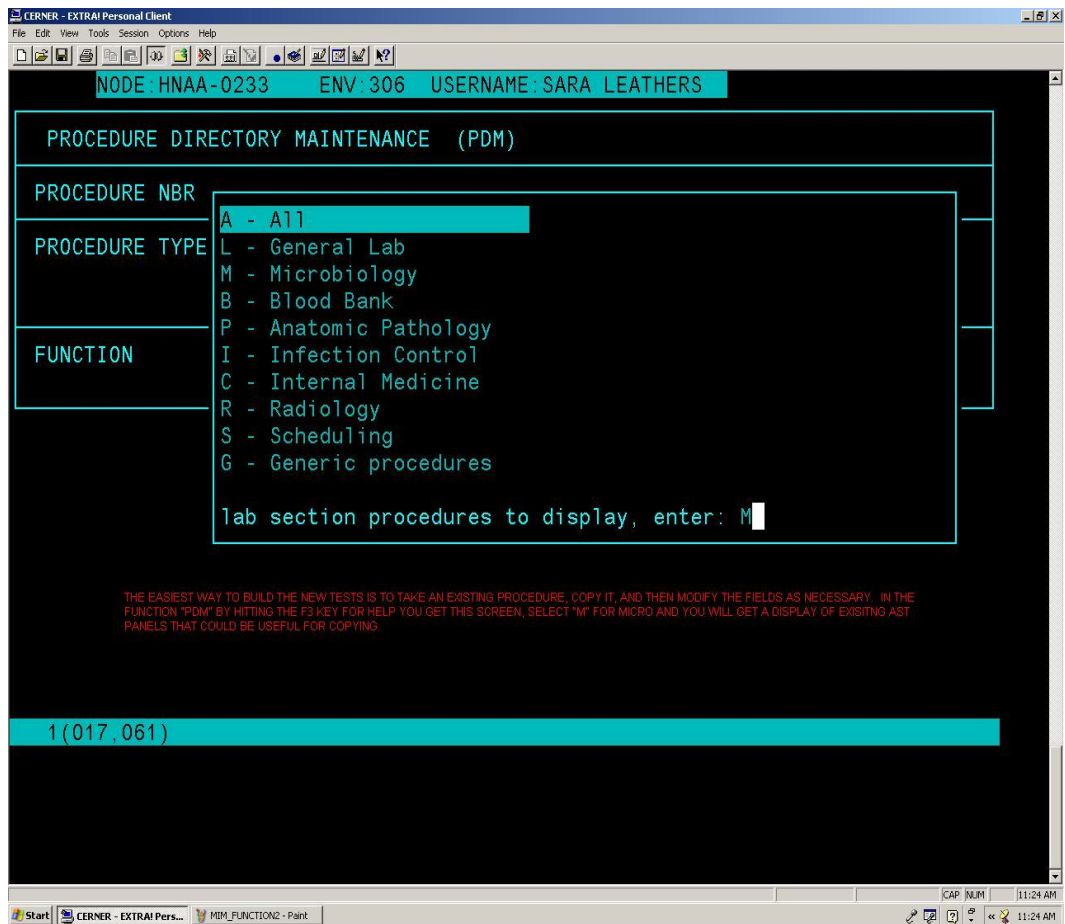 CERNER - EXTRA! Personal Client
File Edit View Tools Session Options Help
NODE:HNAA-0233 ENV:306 USERNAME:SARA LEATHERS
PROCEDURE DIRECTORY MAINTENANCE (PDM)
PROCEDURE NBR
A - All
PROCEDURE TYPE
L - General Lab
M - Microbiology
B - Blood Bank
P - Anatomic Pathology
FUNCTION
I - Infection Control
C - Internal Medicine
R - Radiology
S - Scheduling
G - Generic procedures
lab section procedures to display, enter: M
THE EASIEST WAY TO BUILD THE NEW TESTS IS TO TAKE AN EXISTING PROCEDURE, COPY IT, AND THEN MODIFY THE FIELDS AS NECESSARY. IN THE
FUNCTION "PDM" BY HITTING THE F3 KEY FOR HELP YOU GET THIS SCREEN, SELECT "M" FOR MICRO AND YOU WILL GET A DISPLAY OF EXISITNG AST
PANELS THAT COULD BE USEFUL FOR COPYING.
1(017,061)
CAP NUM 11:24 AM
Start CERNER - EXTRA! Pers... MIM_FUNCTION2 - Paint 11:24 AM